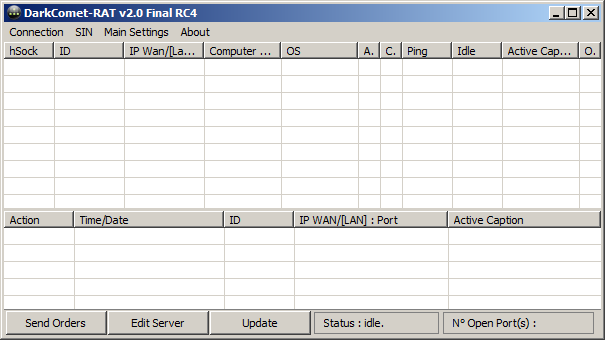 DarkComet-RAT v2.0 Final RC4
Connection SIN Main Settings About
hSock ID IP Wan/[La... Computer ... OS A. C. Ping Idle Active Cap... O.
Action Time/Date ID IP WAN/[LAN] : Port Active Caption
Send Orders Edit Server Update Status : idle. N° Open Port(s) :